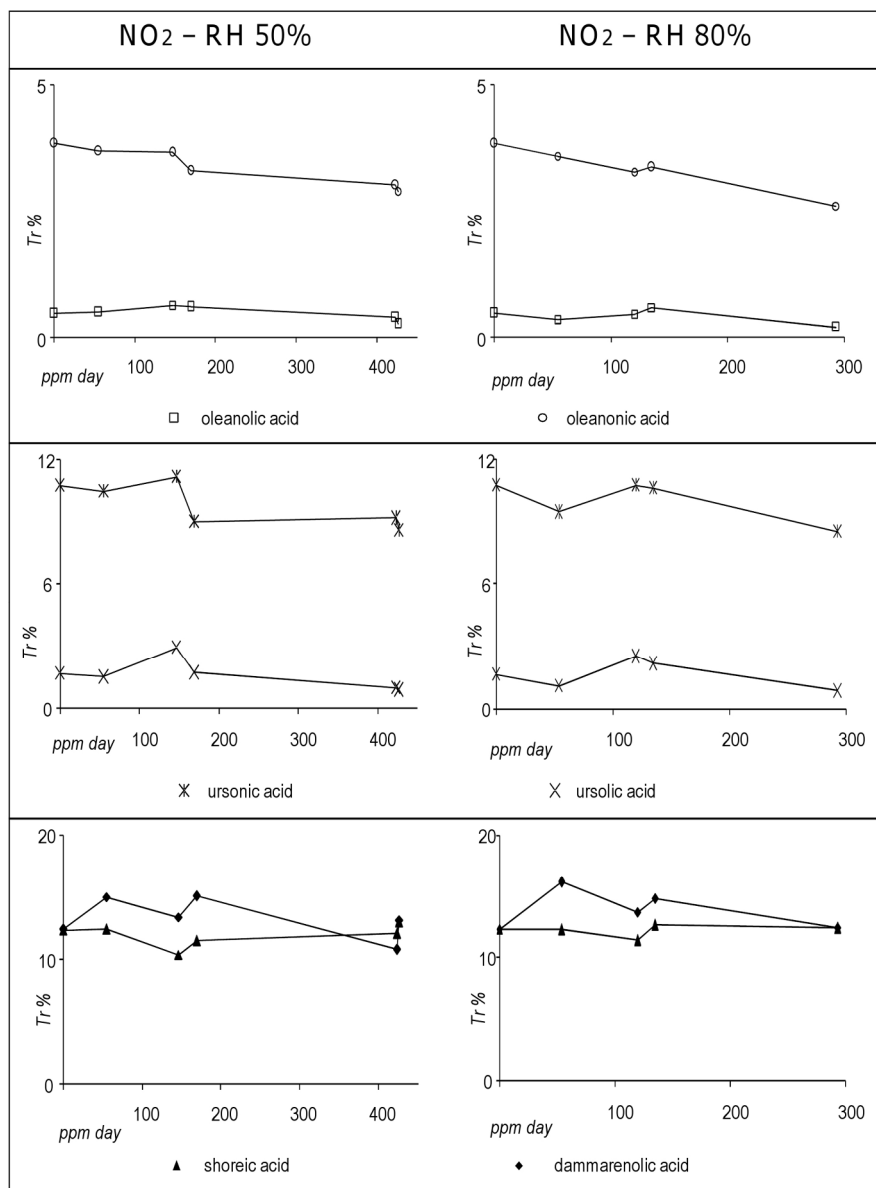 NO2 – RH 50%
NO2 – RH 80%
5
Tr %
0
100 200 300 400
ppm day
5
Tr %
0
100 200 300
ppm day
oleanolic acid
oleanonic acid
12
6
Tr %
0
100 200 300 400
ppm day
12
6
Tr %
0
100 200 300
ppm day
ursonic acid
ursolic acid
20
10
Tr %
0
100 200 300 400
ppm day
20
10
Tr %
0
100 200 300
ppm day
shoreic acid
dammarenolic acid